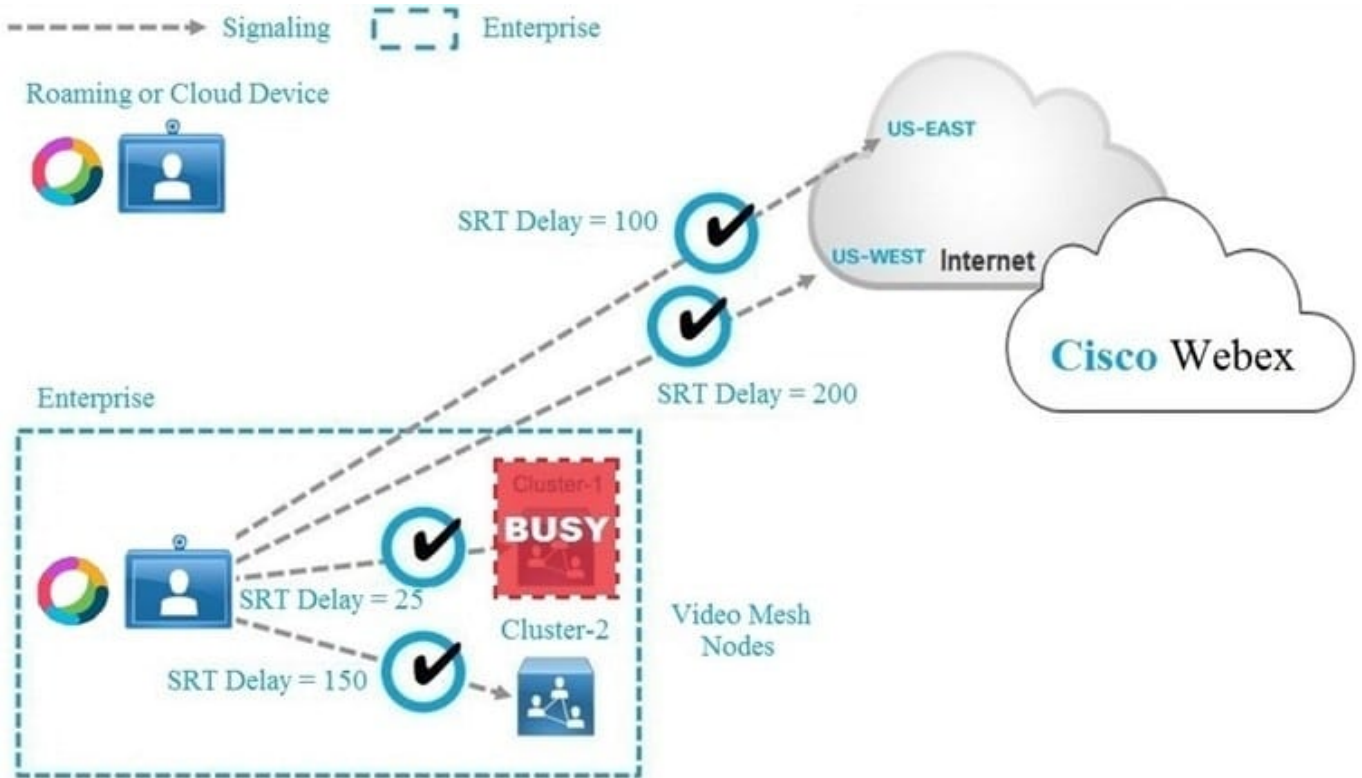 Signaling
Enterprise
Roaming or Cloud Device
US-EAST
SRT Delay = 100
US-WEST
Internet
Cisco Webex
SRT Delay = 200
Enterprise
Cluster-1
BUSY
SRT Delay = 25
Cluster-2
Video Mesh
Nodes
SRT Delay = 150